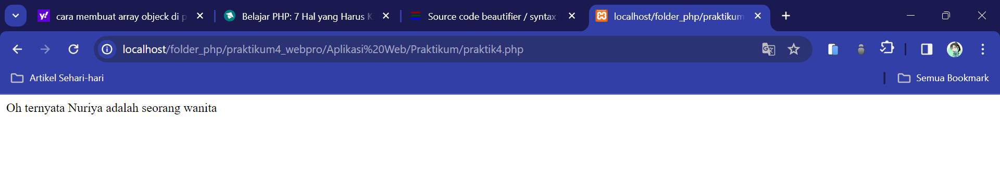 cara membuat array objeck di p
Belajar PHP: 7 Hal yang Harus K
Source code beautifier / syntax
localhost/folder_php/praktikum
localhost/folder_php/praktikum4_webpro/Aplikasi%20Web/Praktikum/praktik4.php
Artikel Sehari-hari
Semua Bookmark
Oh ternyata Nuriya adalah seorang wanita